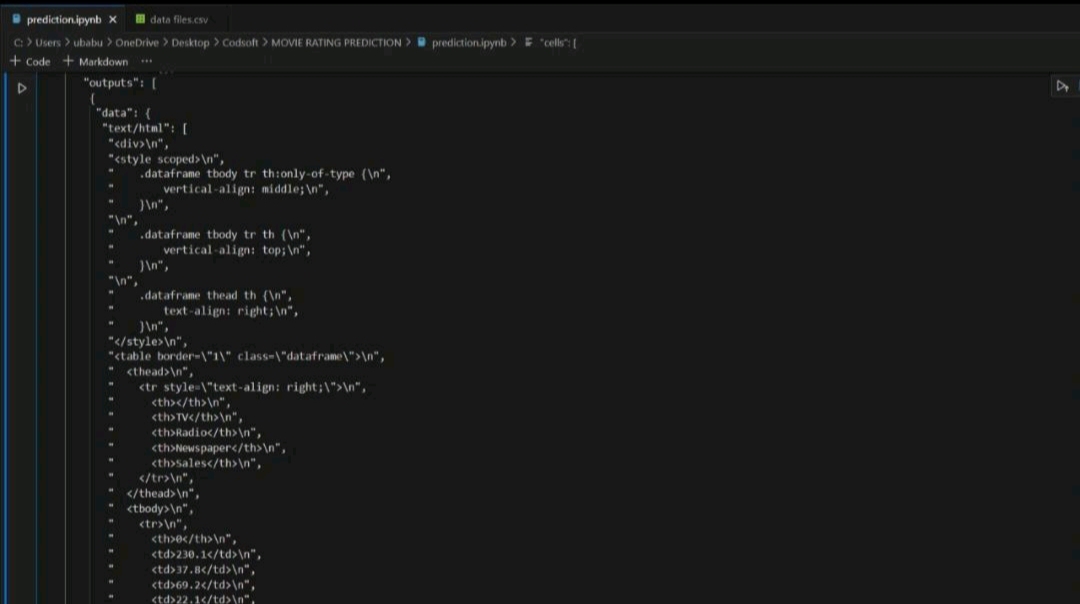 prediction.ipynb × data files.csv
C: > Users > ubabu > OneDrive > Desktop > Codsoft > MOVIE RATING PREDICTION > prediction.ipynb > "cells": [
+ Code + Markdown ...
"outputs": [
{
"data": {
"text/html": [
"<div>\n",
"<style scoped>\n",
"    .dataframe tbody tr th:only-of-type {\n",
"        vertical-align: middle;\n",
"    }\n",
"\n",
"    .dataframe tbody tr th {\n",
"        vertical-align: top;\n",
"    }\n",
"\n",
"    .dataframe thead th {\n",
"        text-align: right;\n",
"    }\n",
"</style>\n",
"<table border=\"1\" class=\"dataframe\">\n",
"  <thead>\n",
"    <tr style=\"text-align: right;\">\n",
"      <th></th>\n",
"      <th>TV</th>\n",
"      <th>Radio</th>\n",
"      <th>Newspaper</th>\n",
"      <th>Sales</th>\n",
"    </tr>\n",
"  </thead>\n",
"  <tbody>\n",
"    <tr>\n",
"      <th>0</th>\n",
"      <td>230.1</td>\n",
"      <td>37.8</td>\n",
"      <td>69.2</td>\n",
"      <td>22.1</td>\n",